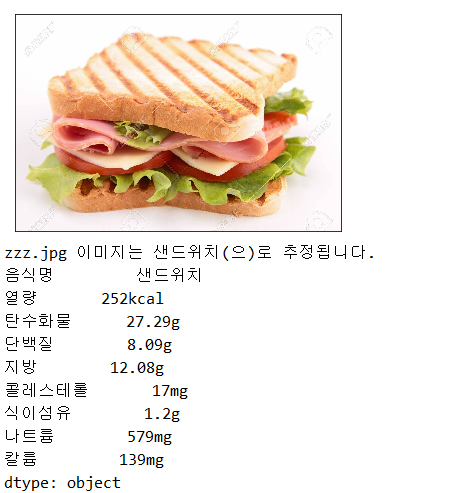 zzz.jpg 이미지는 샌드위치(으)로 추정됩니다.
음식명 샌드위치
열량 252kcal
탄수화물 27.29g
단백질 8.09g
지방 12.08g
콜레스테롤 17mg
식이섬유 1.2g
나트륨 579mg
칼륨 139mg
dtype: object